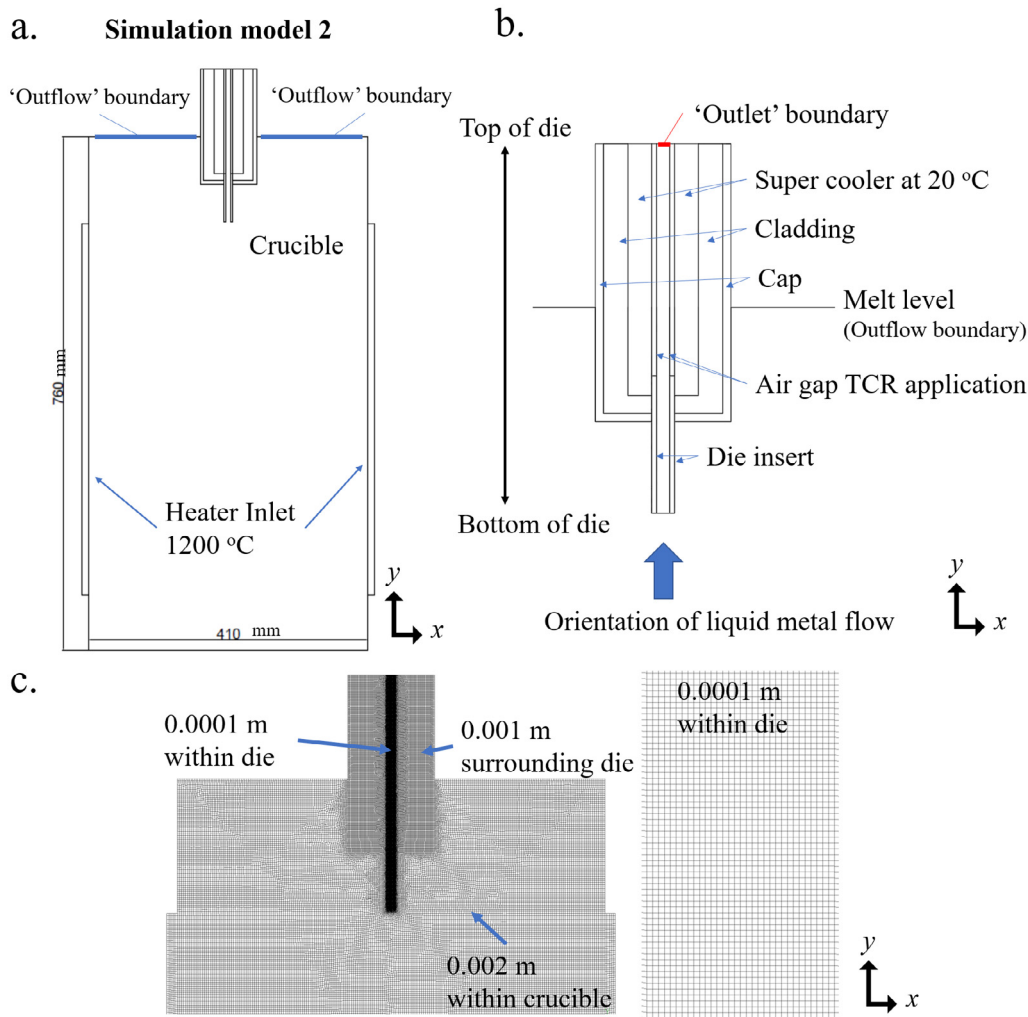 a.
Simulation model 2
‘Outflow’ boundary
‘Outflow’ boundary
Crucible
760 mm
Heater Inlet
1200 °C
410 mm
y
x
b.
‘Outlet’ boundary
Top of die
Super cooler at 20 °C
Cladding
Cap
Melt level
(Outflow boundary)
Air gap TCR application
Die insert
Bottom of die
Orientation of liquid metal flow
y
x
c.
0.0001 m
within die
0.001 m
surrounding die
0.002 m
within crucible
0.0001 m
within die
y
x